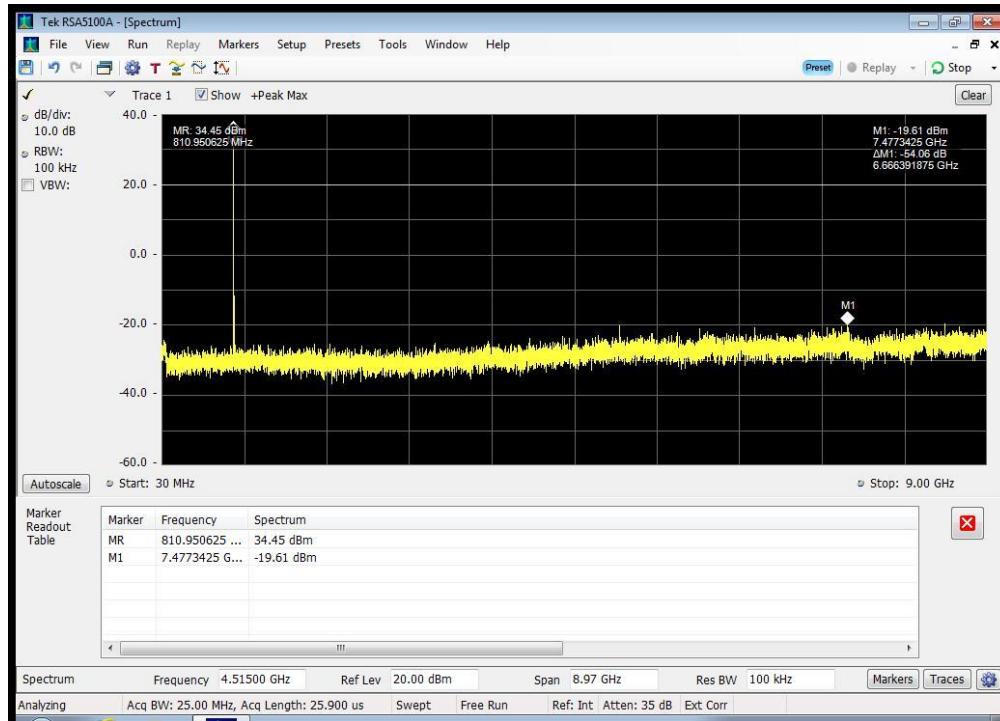 Tek RSA5100A - [Spectrum]
File View Run Replay Markers Setup Presets Tools Window Help
T Preset Replay Stop
Trace 1 Show +Peak Max Clear
dB/div:
10.0 dB
RBW:
100 kHz
VBW:
40.0
20.0
0.0
-20.0
-40.0
-60.0
MR: 34.45 dBm
810.950625 MHz
M1: -19.61 dBm
7.4773425 GHz
ΔM1: -54.06 dB
6.666391875 GHz
M1
Autoscale Start: 30 MHz Stop: 9.00 GHz
Marker
Readout
Table
Marker Frequency Spectrum
MR 810.950625 ... 34.45 dBm
M1 7.4773425 G... -19.61 dBm
Spectrum Frequency 4.51500 GHz Ref Lev 20.00 dBm Span 8.97 GHz Res BW 100 kHz Markers Traces
Analyzing Acq BW: 25.00 MHz, Acq Length: 25.900 us Swept Free Run Ref: Int Atten: 35 dB Ext Corr